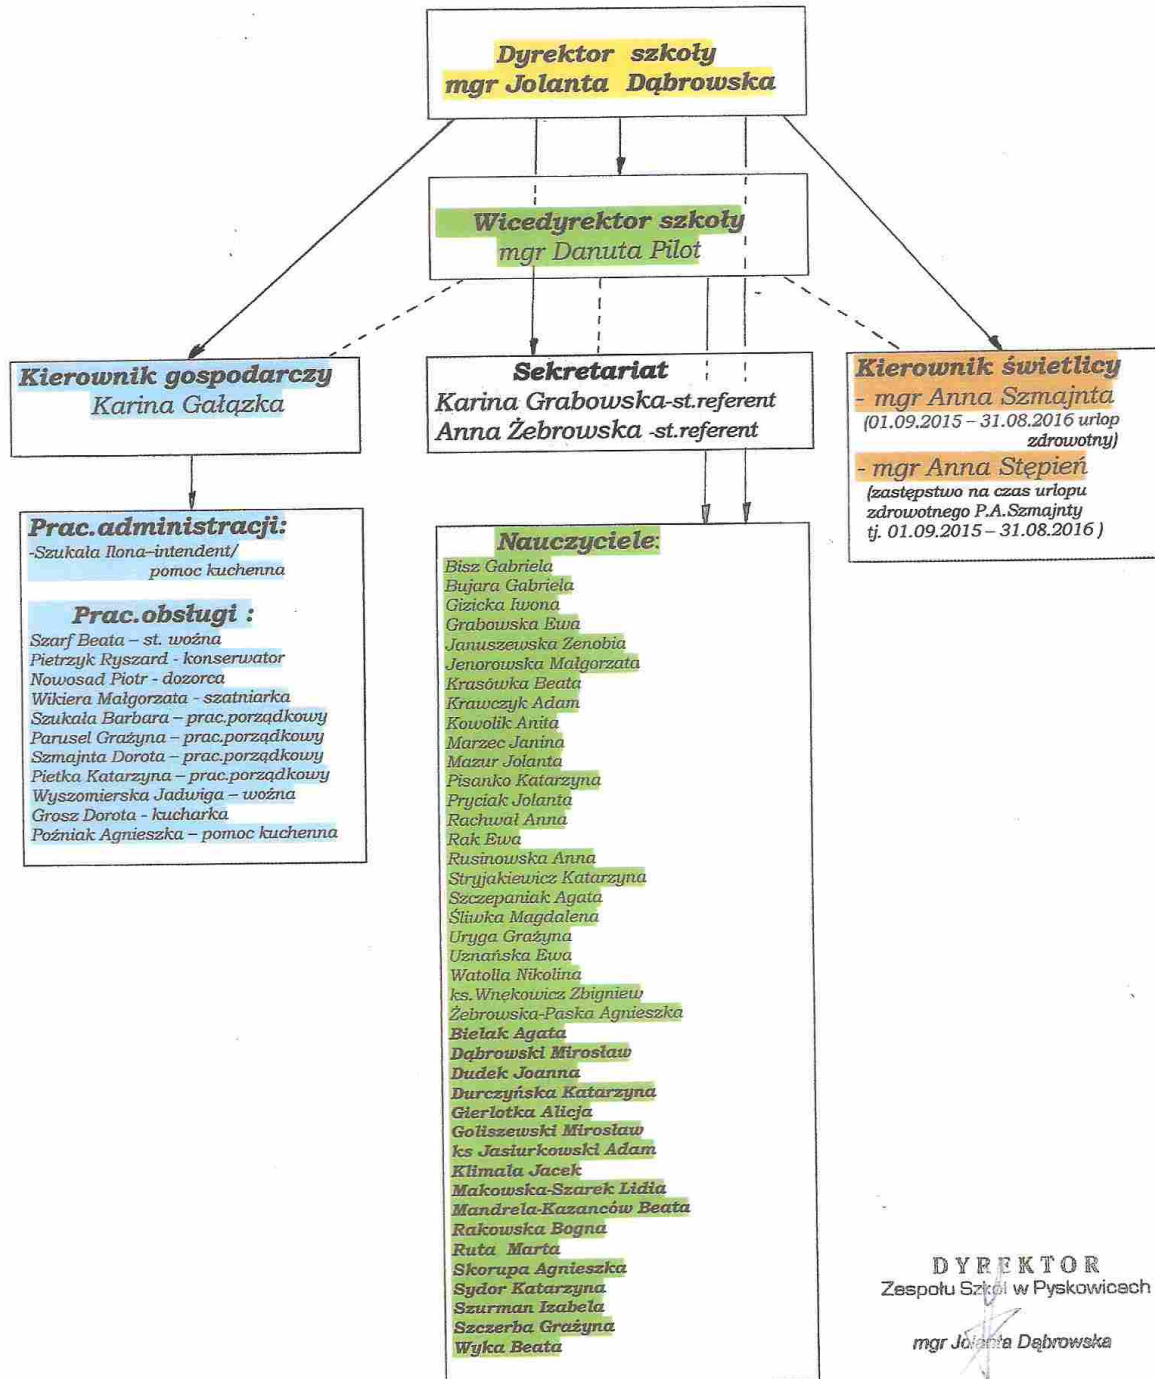 Dyrektor szkoły
mgr Jolanta Dąbrowska
Wicedyrektor szkoły
mgr Danuta Pilot
Kierownik gospodarczy
Karina Gałązka
Sekretariat
Karina Grabowska-st.referent
Anna Żebrowska -st.referent
Kierownik świetlicy
- mgr Anna Szmajnta
(01.09.2015 – 31.08.2016 urlop
zdrowotny)
- mgr Anna Stępień
(zastępstwo na czas urlopu
zdrowotnego P.A.Szmajnty
tj. 01.09.2015 – 31.08.2016 )
Prac.administracji:
-Szukała Ilona–intendent/
pomoc kuchenna
Prac.obsługi :
Szarf Beata – st. woźna
Pietrzyk Ryszard - konserwator
Nowosad Piotr - dozorca
Wikiera Małgorzata - szatniarka
Szukała Barbara – prac.porządkowy
Parusel Grażyna – prac.porządkowy
Szmajnta Dorota – prac.porządkowy
Pietka Katarzyna – prac.porządkowy
Wyszomierska Jadwiga – woźna
Grosz Dorota - kucharka
Poźniak Agnieszka – pomoc kuchenna
Nauczyciele:
Bisz Gabriela
Bujara Gabriela
Gizicka Iwona
Grabowska Ewa
Januszewska Zenobia
Jenorowska Małgorzata
Krasówka Beata
Krawczyk Adam
Kowolik Anita
Marzec Janina
Mazur Jolanta
Pisanko Katarzyna
Pryciak Jolanta
Rachwał Anna
Rak Ewa
Rusinowska Anna
Stryjakiewicz Katarzyna
Szczepaniak Agata
Śliwka Magdalena
Uryga Grażyna
Uznańska Ewa
Watolla Nikolina
ks.Wnękowicz Zbigniew
Żebrowska-Paska Agnieszka
Bielak Agata
Dąbrowski Mirosław
Dudek Joanna
Durczyńska Katarzyna
Gierlotka Alicja
Goliszewski Mirosław
ks Jasiurkowski Adam
Klimala Jacek
Makowska-Szarek Lidia
Mandrela-Kazanców Beata
Rakowska Bogna
Ruta Marta
Skorupa Agnieszka
Sydor Katarzyna
Szurman Izabela
Szczerba Grażyna
Wyka Beata
DYREKTOR
Zespołu Szkół w Pyskowicach
mgr Jolanta Dąbrowska